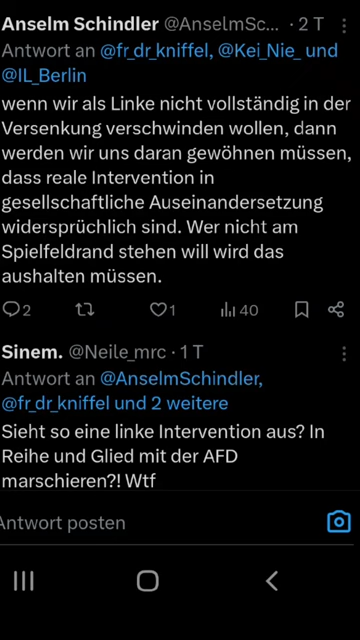 Anselm Schindler @AnselmSc... · 2 T
Antwort an @fr_dr_kniffel, @Kei_Nie_ und
@IL_Berlin
wenn wir als Linke nicht vollständig in der
Versenkung verschwinden wollen, dann
werden wir uns daran gewöhnen müssen,
dass reale Intervention in
gesellschaftliche Auseinandersetzung
widersprüchlich sind. Wer nicht am
Spielfeldrand stehen will wird das
aushalten müssen.
2 1 40
Sinem. @Neile_mrc · 1 T
Antwort an @AnselmSchindler,
@fr_dr_kniffel und 2 weitere
Sieht so eine linke Intervention aus? In
Reihe und Glied mit der AFD
marschieren?! Wtf
Antwort posten